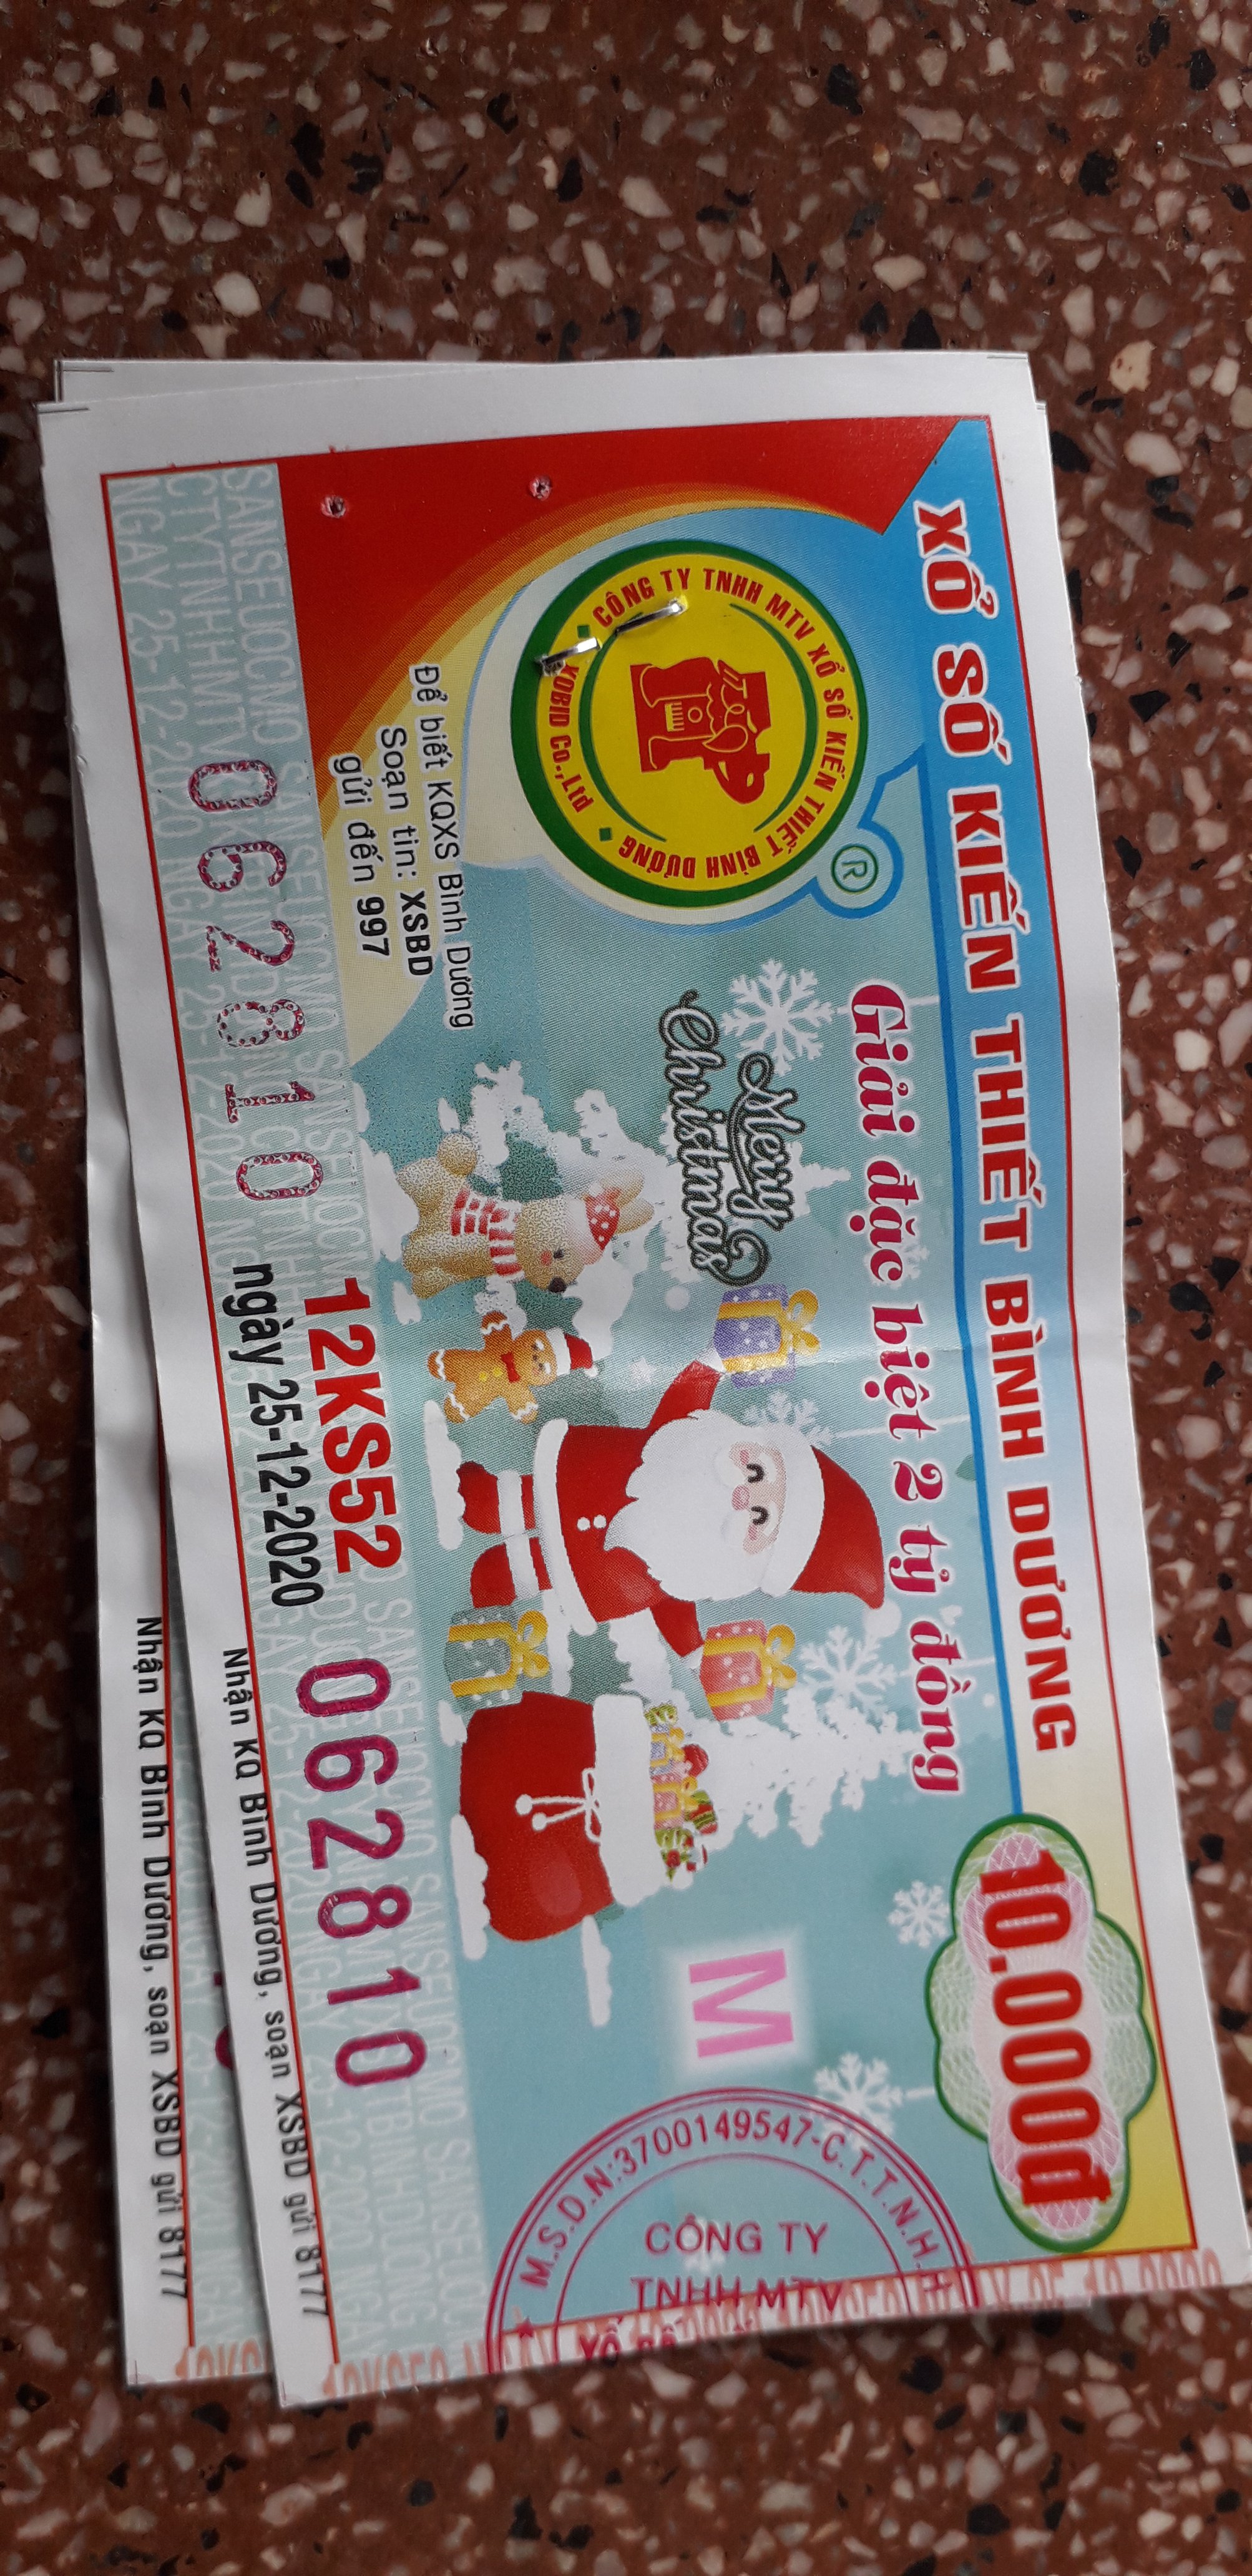 XỔ SỐ KIẾN THIẾT BÌNH DƯƠNG
10.000đ
CÔNG TY TNHH MTV XỔ SỐ KIẾN THIẾT BÌNH DƯƠNG
KQBD Co., Ltd
®
Giải đặc biệt 2 tỷ đồng
Merry
Christmas
M
Để biết KQXS Bình Dương
Soạn tin: XSBD
gửi đến 997
M.S.D.N:3700149547-C.T.T.N.H.H
CÔNG TY
TNHH MTV
062810
12KS52
ngày 25-12-2020
062810
Nhận Kq Bình Dương, soạn XSBD gửi 8177
Nhận Kq Bình Dương, soạn XSBD gửi 8177